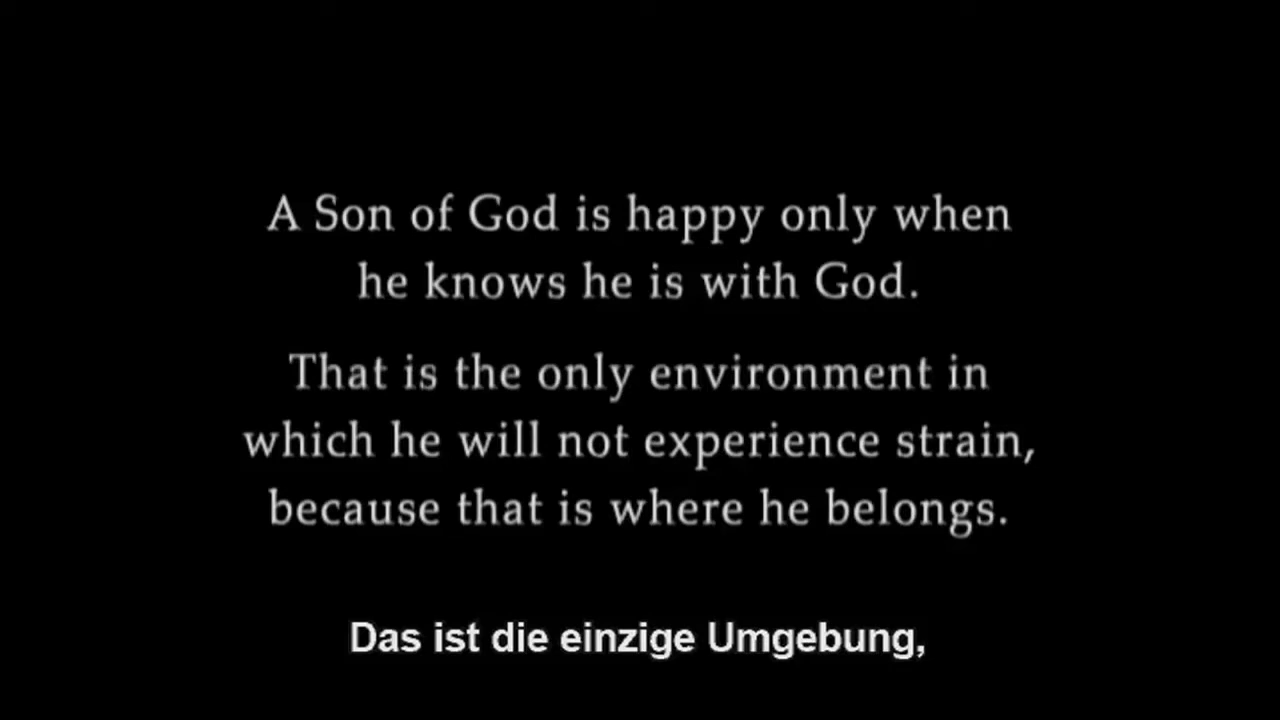 A Son of God is happy only when
he knows he is with God.
That is the only environment in
which he will not experience strain,
because that is where he belongs.
Das ist die einzige Umgebung,